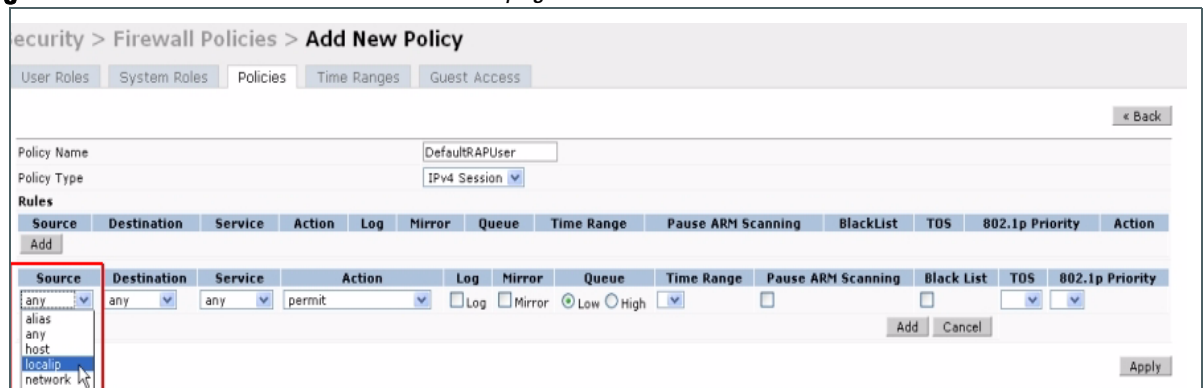 ecurity > Firewall Policies > Add New Policy
User Roles System Roles Policies Time Ranges Guest Access
« Back
Policy Name DefaultRAPUser
Policy Type IPv4 Session
Rules
Source Destination Service Action Log Mirror Queue Time Range Pause ARM Scanning BlackList TOS 802.1p Priority Action
Add
Source Destination Service Action Log Mirror Queue Time Range Pause ARM Scanning Black List TOS 802.1p Priority
any any any permit Log Mirror Low High
alias
any
host
localip
network
Add Cancel
Apply